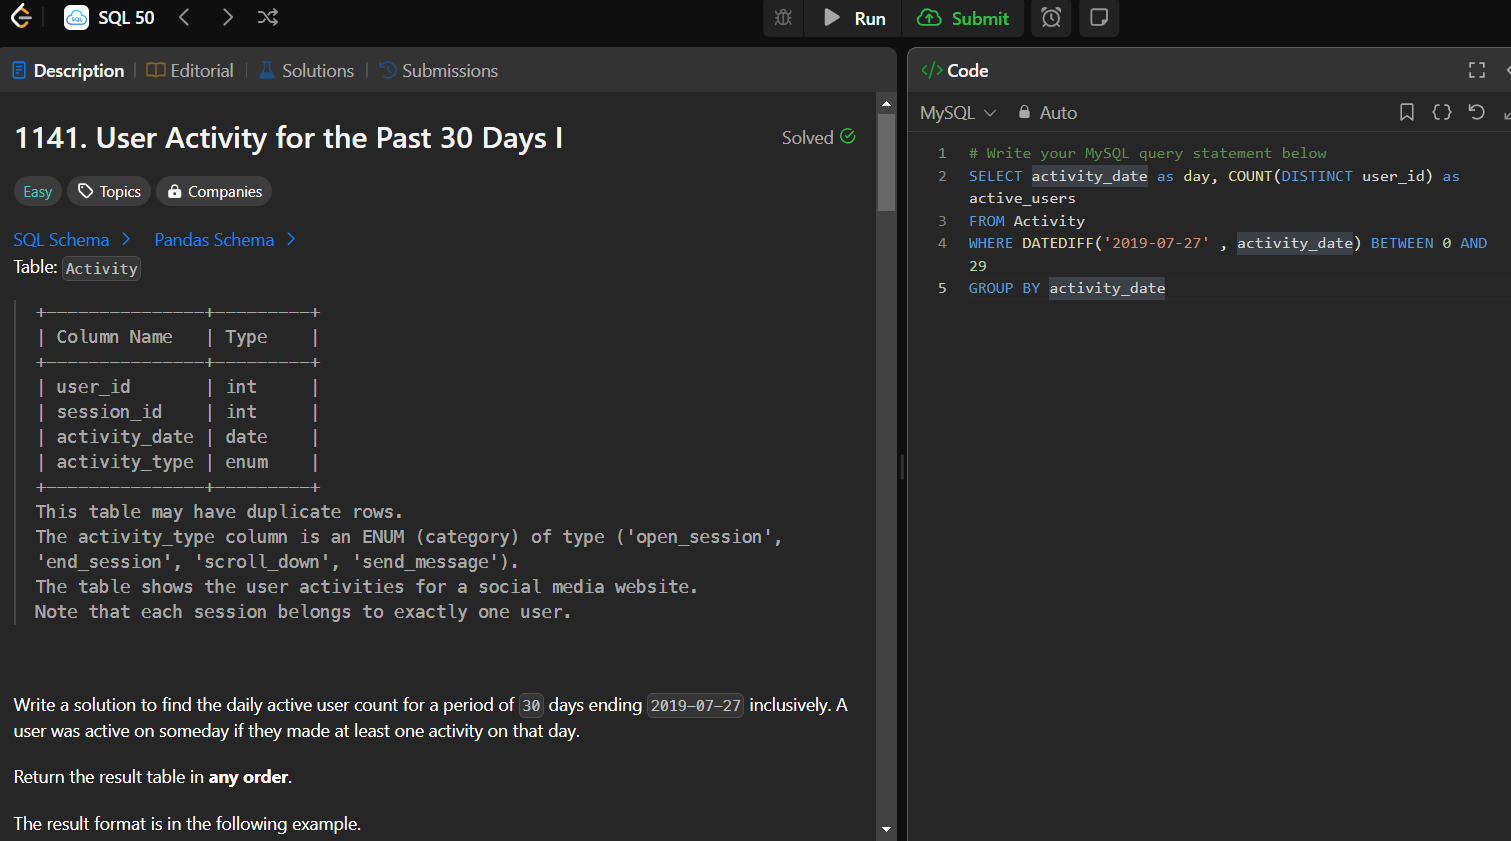 SQL 50
Run
Submit
Description
Editorial
Solutions
Submissions
1141. User Activity for the Past 30 Days I
Solved
Easy
Topics
Companies
SQL Schema
Pandas Schema
Table: Activity
+---------------+---------+
| Column Name   | Type    |
+---------------+---------+
| user_id       | int     |
| session_id    | int     |
| activity_date | date    |
| activity_type | enum    |
+---------------+---------+
This table may have duplicate rows.
The activity_type column is an ENUM (category) of type ('open_session',
'end_session', 'scroll_down', 'send_message').
The table shows the user activities for a social media website.
Note that each session belongs to exactly one user.
Write a solution to find the daily active user count for a period of 30 days ending 2019-07-27 inclusively. A
user was active on someday if they made at least one activity on that day.
Return the result table in any order.
The result format is in the following example.
</> Code
MySQL
Auto
1 # Write your MySQL query statement below
2 SELECT activity_date as day, COUNT(DISTINCT user_id) as
active_users
3 FROM Activity
4 WHERE DATEDIFF('2019-07-27' , activity_date) BETWEEN 0 AND
29
5 GROUP BY activity_date